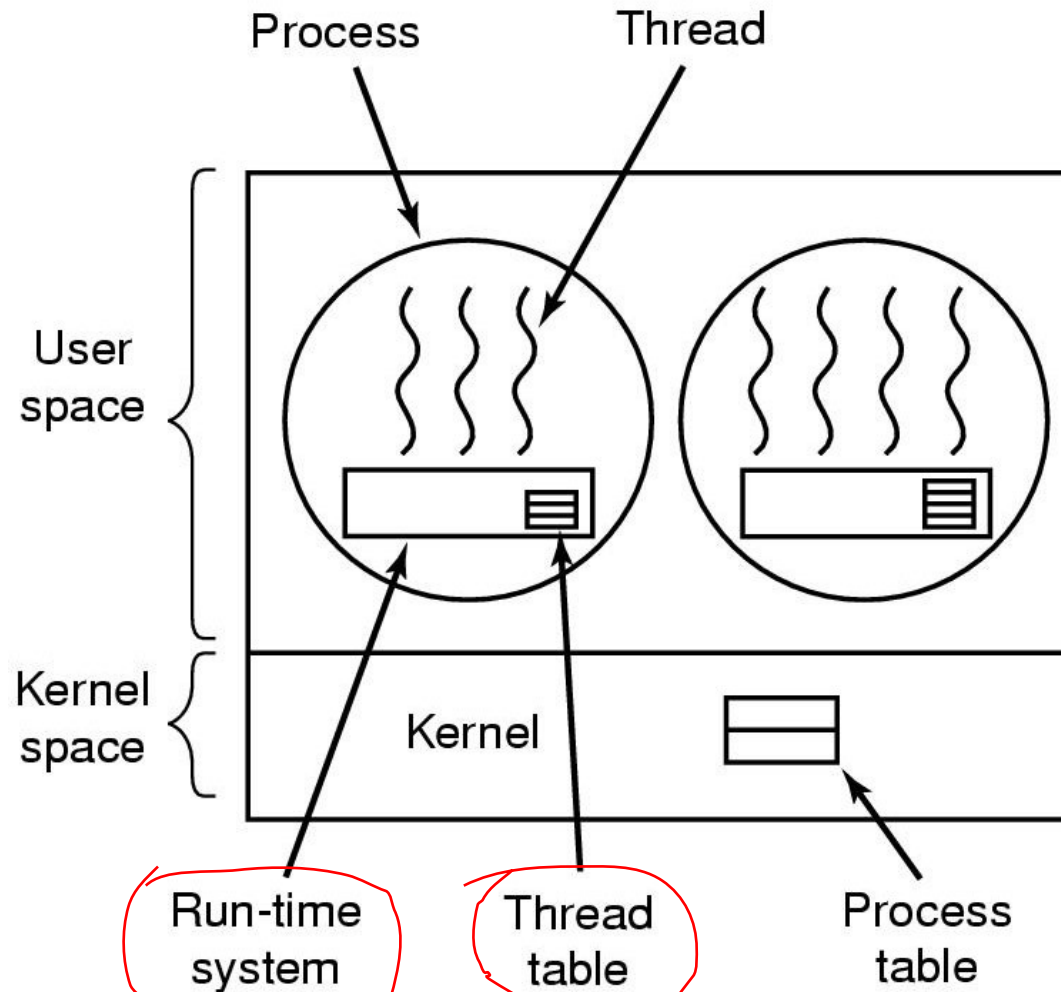 Process
Thread
User
space
Kernel
space
Kernel
Run-time
system
Thread
table
Process
table